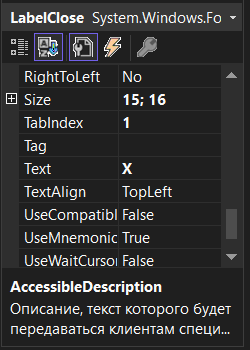 LabelClose System.Windows.Fo
RightToLeft No
Size 15; 16
TabIndex 1
Tag
Text X
TextAlign TopLeft
UseCompatibl False
UseMnemonic True
UseWaitCursor False
AccessibleDescription
Описание, текст которого будет
передаваться клиентам специ...